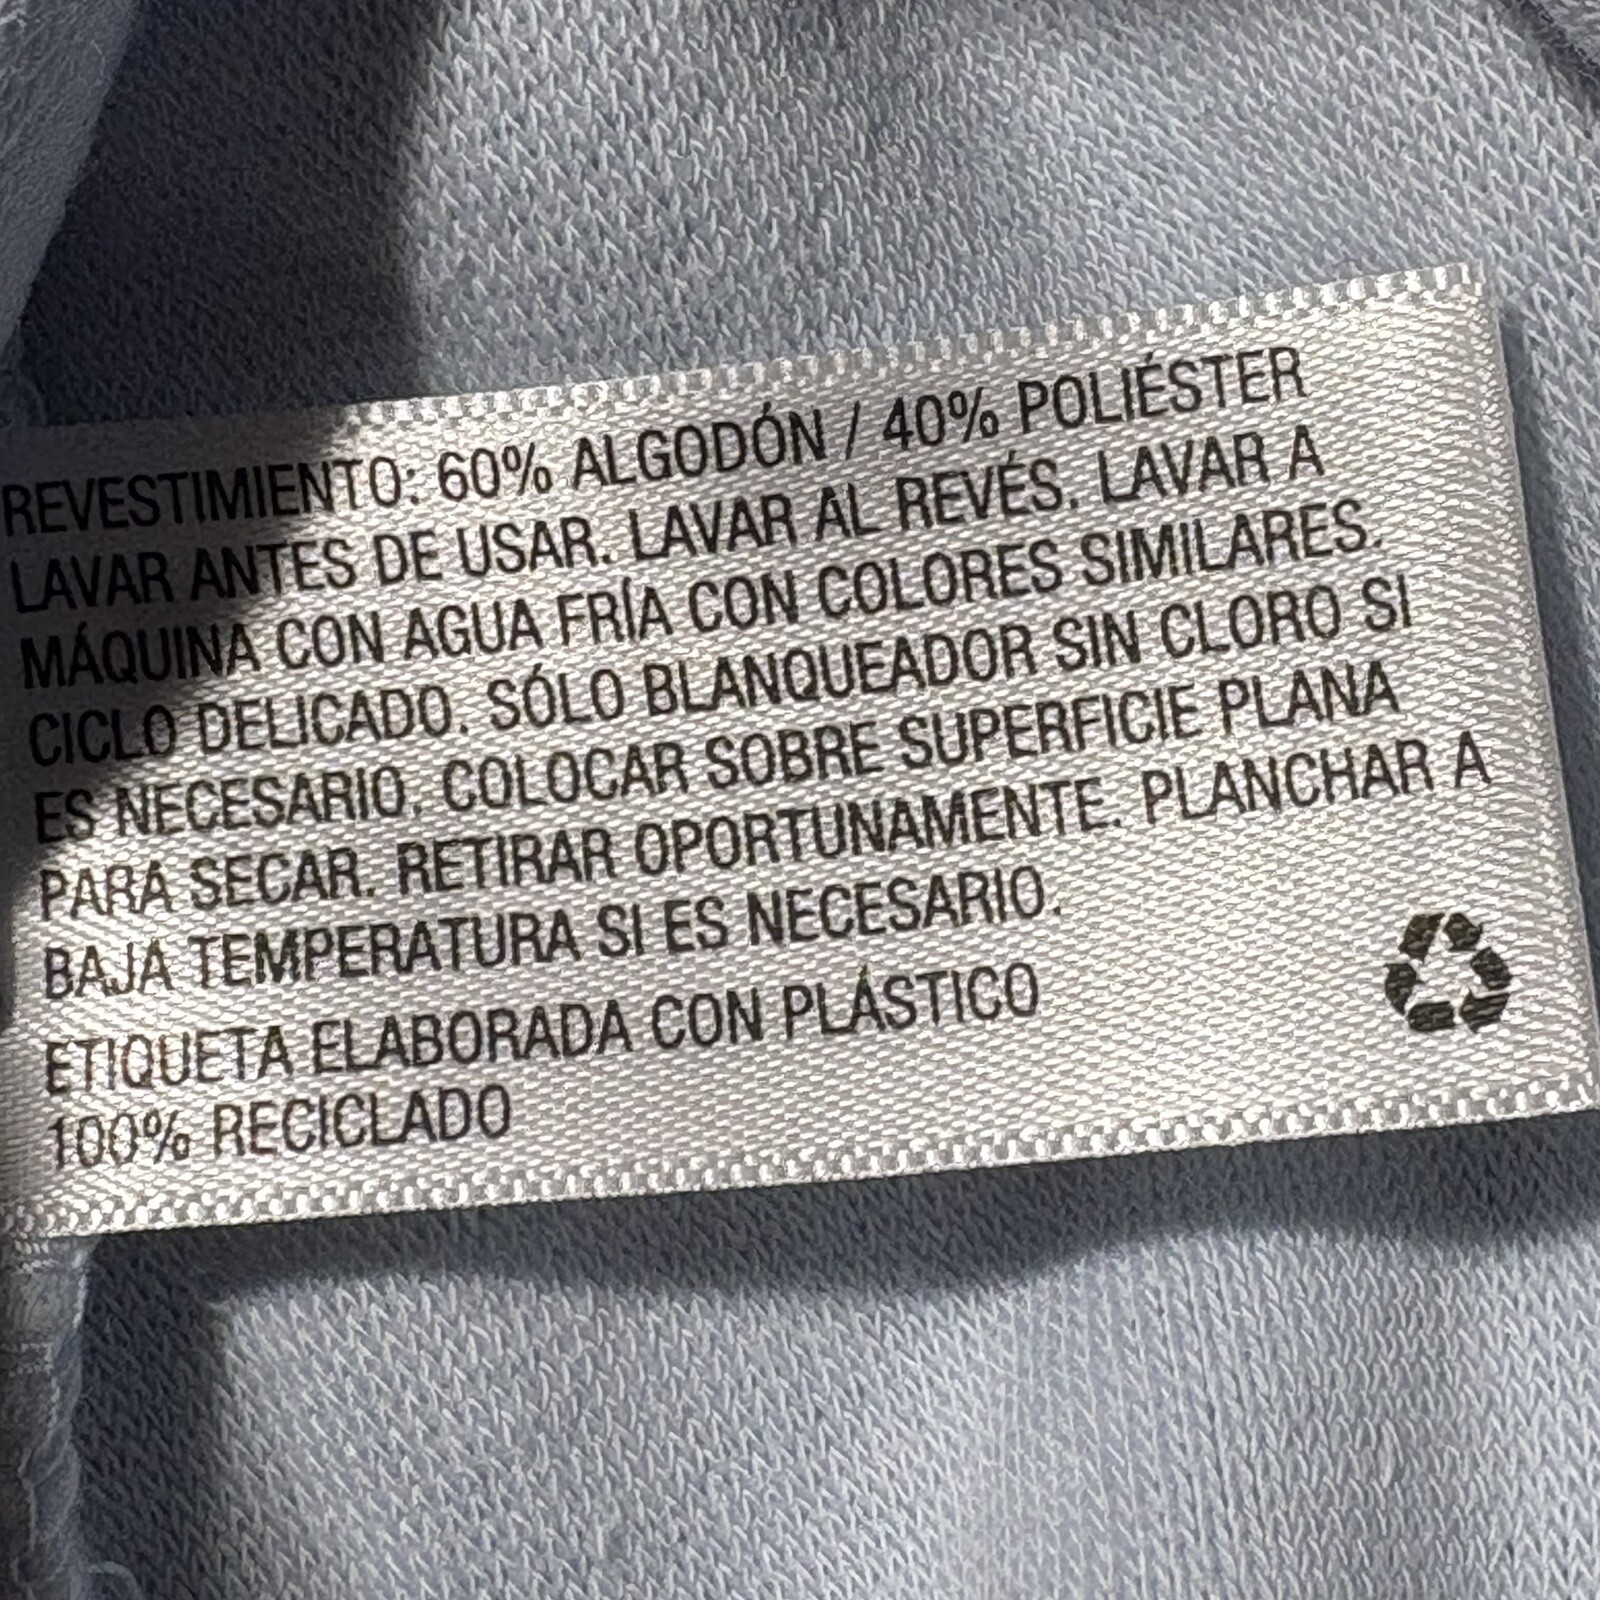 REVESTIMIENTO: 60% ALGODÓN / 40% POLIÉSTER
LAVAR ANTES DE USAR. LAVAR AL REVÉS. LAVAR A
MÁQUINA CON AGUA FRÍA CON COLORES SIMILARES.
CICLO DELICADO. SÓLO BLANQUEADOR SIN CLORO SI
ES NECESARIO. COLOCAR SOBRE SUPERFICIE PLANA
PARA SECAR. RETIRAR OPORTUNAMENTE. PLANCHAR A
BAJA TEMPERATURA SI ES NECESARIO.
ETIQUETA ELABORADA CON PLÁSTICO
100% RECICLADO